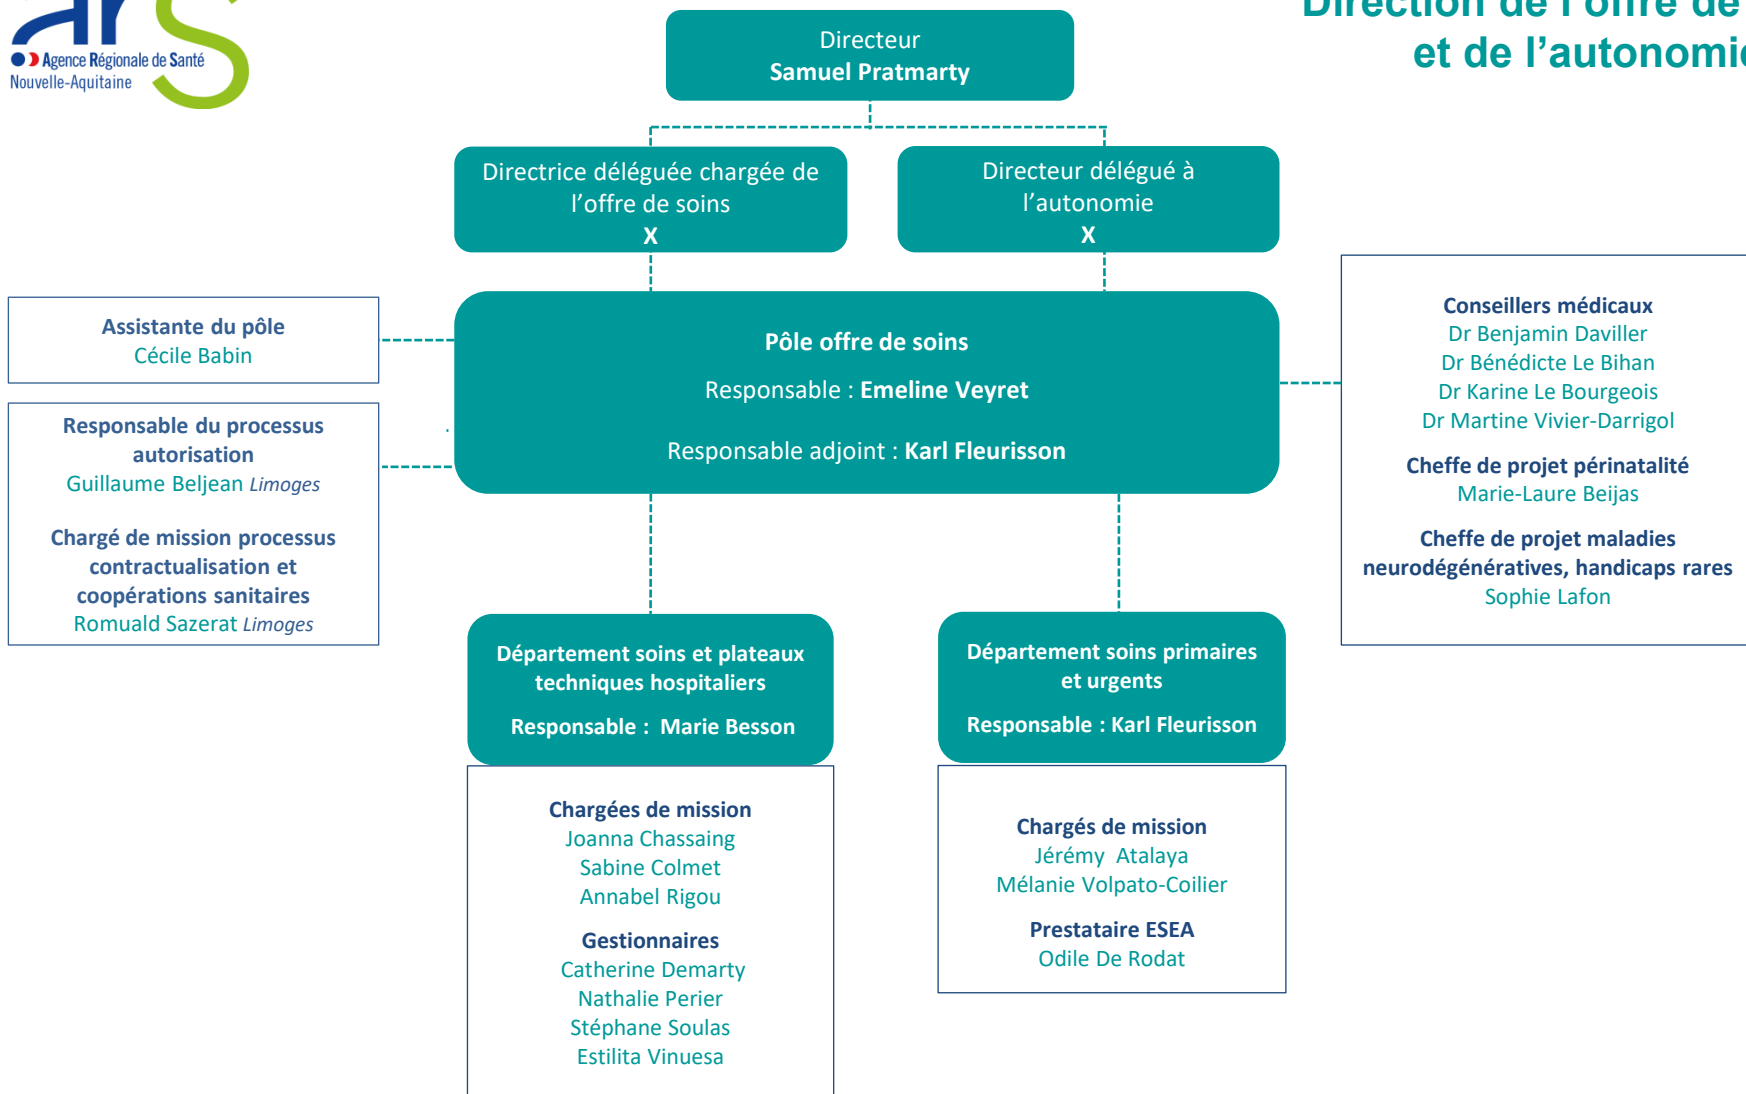 ars
Agence Régionale de Santé
Nouvelle-Aquitaine
Direction de l'offre de
et de l'autonomie
Directeur
Samuel Pratmarty
Directrice déléguée chargée de
l'offre de soins
X
Directeur délégué à
l'autonomie
X
Assistante du pôle
Cécile Babin
Responsable du processus
autorisation
Guillaume Beljean Limoges
Chargé de mission processus
contractualisation et
coopérations sanitaires
Romuald Sazerat Limoges
Pôle offre de soins
Responsable : Emeline Veyret
Responsable adjoint : Karl Fleurisson
Conseillers médicaux
Dr Benjamin Daviller
Dr Bénédicte Le Bihan
Dr Karine Le Bourgeois
Dr Martine Vivier-Darrigol
Cheffe de projet périnatalité
Marie-Laure Beijas
Cheffe de projet maladies
neurodégénératives, handicaps rares
Sophie Lafon
Département soins et plateaux
techniques hospitaliers
Responsable : Marie Besson
Chargées de mission
Joanna Chassaing
Sabine Colmet
Annabel Rigou
Gestionnaires
Catherine Demarty
Nathalie Perier
Stéphane Soulas
Estilita Vinuesa
Département soins primaires
et urgents
Responsable : Karl Fleurisson
Chargés de mission
Jérémy Atalaya
Mélanie Volpato-Coilier
Prestataire ESEA
Odile De Rodat